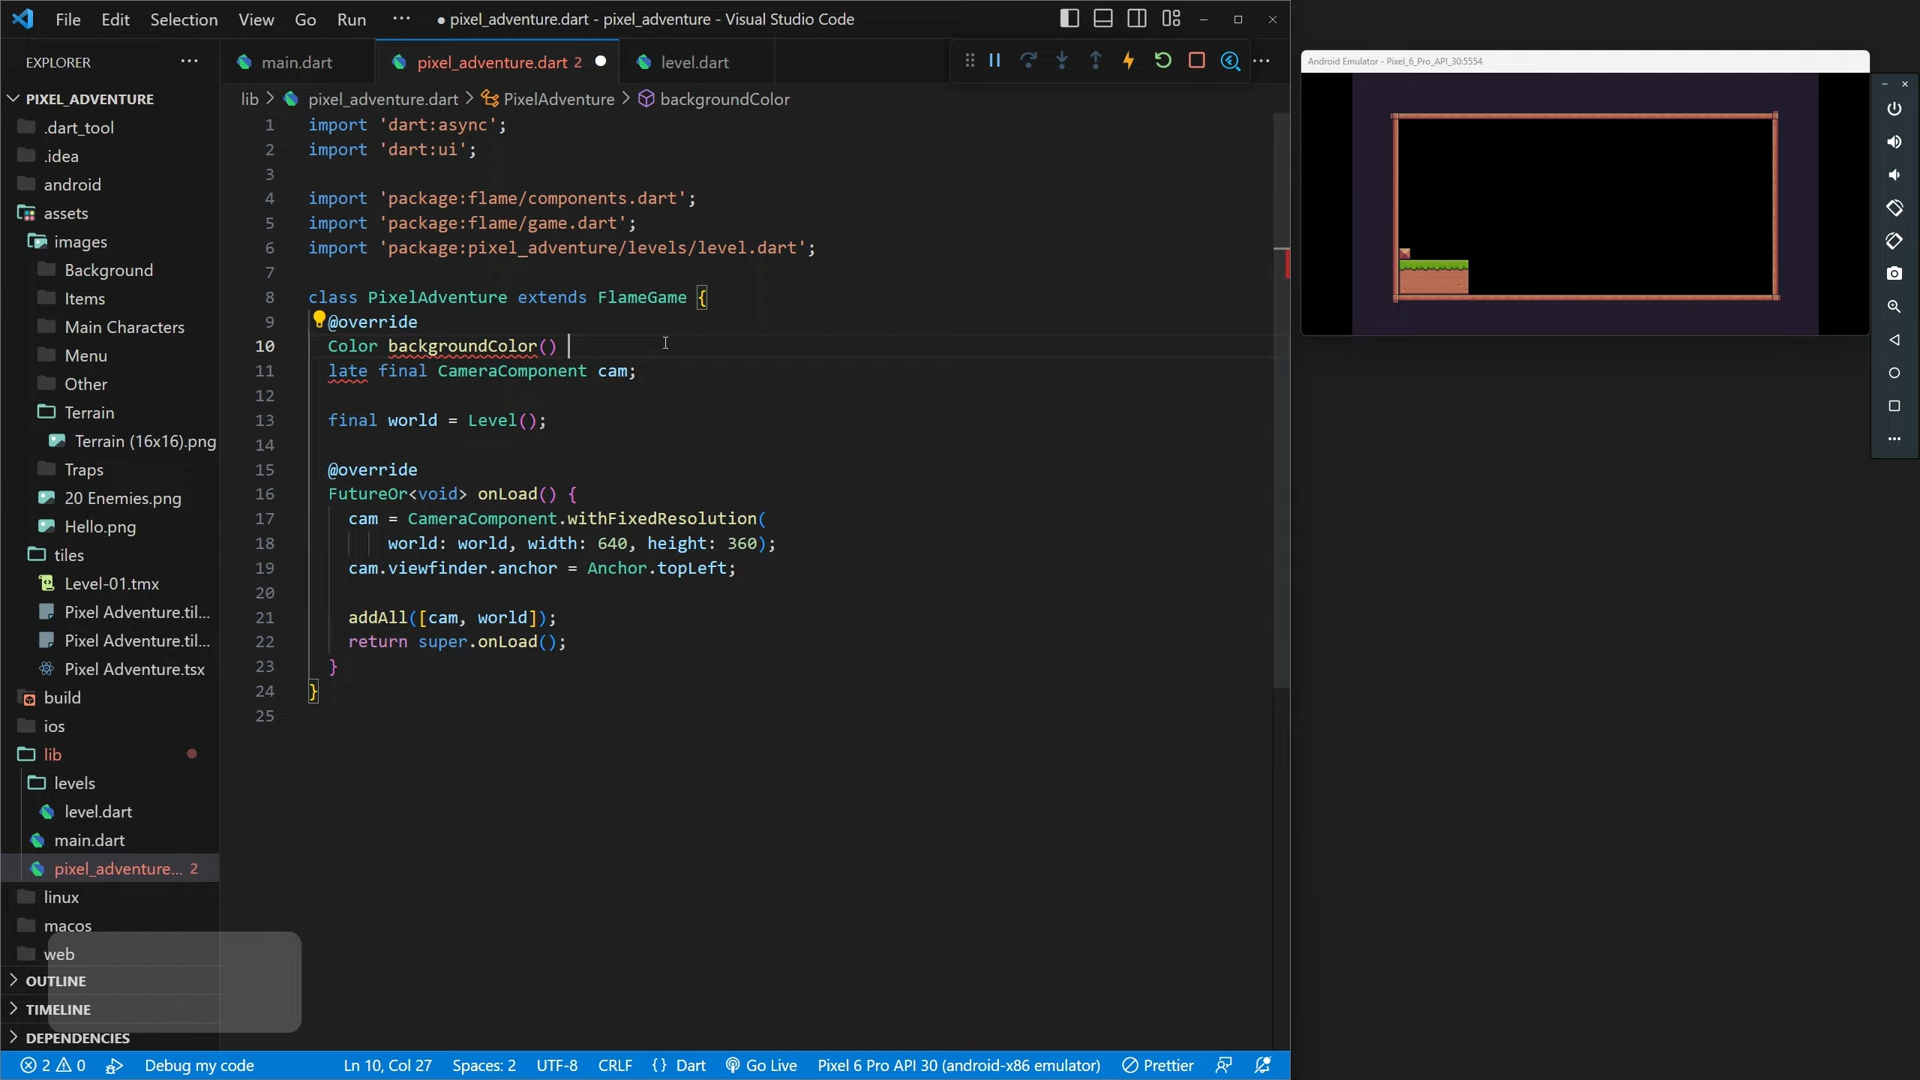 File Edit Selection View Go Run ··· ● pixel_adventure.dart - pixel_adventure - Visual Studio Code
EXPLORER ···
main.dart
pixel_adventure.dart 2
level.dart
PIXEL_ADVENTURE
lib > pixel_adventure.dart > PixelAdventure > backgroundColor
.dart_tool
.idea
android
assets
images
Background
Items
Main Characters
Menu
Other
Terrain
Terrain (16x16).png
Traps
20 Enemies.png
Hello.png
tiles
Level-01.tmx
Pixel Adventure.til...
Pixel Adventure.til...
Pixel Adventure.tsx
build
ios
lib
levels
level.dart
main.dart
pixel_adventure... 2
linux
macos
web
OUTLINE
TIMELINE
DEPENDENCIES
1 import 'dart:async';
2 import 'dart:ui';
3
4 import 'package:flame/components.dart';
5 import 'package:flame/game.dart';
6 import 'package:pixel_adventure/levels/level.dart';
7
8 class PixelAdventure extends FlameGame {
9 @override
10 Color backgroundColor()
11 late final CameraComponent cam;
12
13 final world = Level();
14
15 @override
16 FutureOr<void> onLoad() {
17 cam = CameraComponent.withFixedResolution(
18 world: world, width: 640, height: 360);
19 cam.viewfinder.anchor = Anchor.topLeft;
20
21 addAll([cam, world]);
22 return super.onLoad();
23 }
24 }
25
Android Emulator - Pixel_6_Pro_API_30:5554
2 0 Debug my code Ln 10, Col 27 Spaces: 2 UTF-8 CRLF {} Dart Go Live Pixel 6 Pro API 30 (android-x86 emulator) Prettier